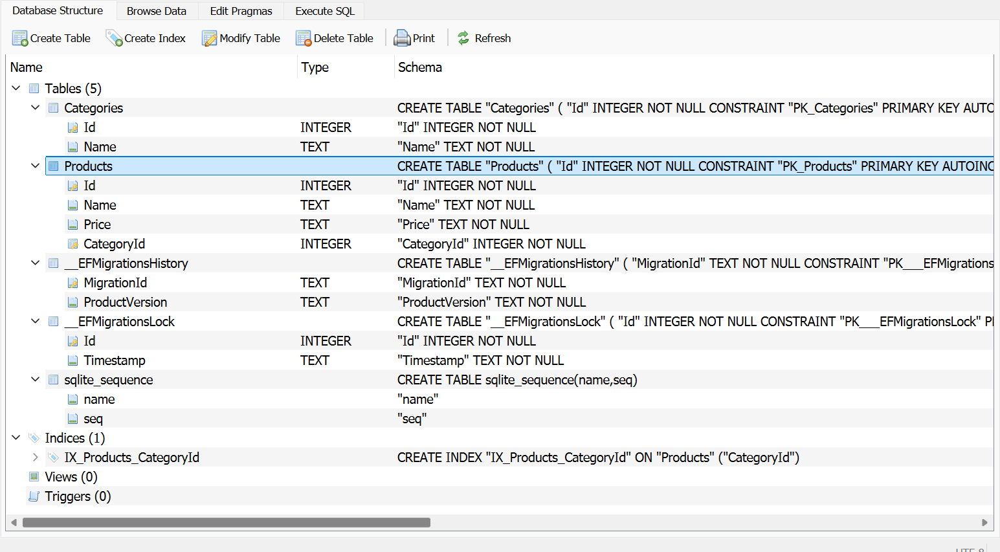 Database Structure Browse Data Edit Pragmas Execute SQL
Create Table Create Index Modify Table Delete Table Print Refresh
Name Type Schema
Tables (5)
Categories CREATE TABLE "Categories" ( "Id" INTEGER NOT NULL CONSTRAINT "PK_Categories" PRIMARY KEY AUTO
Id INTEGER "Id" INTEGER NOT NULL
Name TEXT "Name" TEXT NOT NULL
Products CREATE TABLE "Products" ( "Id" INTEGER NOT NULL CONSTRAINT "PK_Products" PRIMARY KEY AUTOINC
Id INTEGER "Id" INTEGER NOT NULL
Name TEXT "Name" TEXT NOT NULL
Price TEXT "Price" TEXT NOT NULL
CategoryId INTEGER "CategoryId" INTEGER NOT NULL
__EFMigrationsHistory CREATE TABLE "__EFMigrationsHistory" ( "MigrationId" TEXT NOT NULL CONSTRAINT "PK___EFMigrations
MigrationId TEXT "MigrationId" TEXT NOT NULL
ProductVersion TEXT "ProductVersion" TEXT NOT NULL
__EFMigrationsLock CREATE TABLE "__EFMigrationsLock" ( "Id" INTEGER NOT NULL CONSTRAINT "PK___EFMigrationsLock" P
Id INTEGER "Id" INTEGER NOT NULL
Timestamp TEXT "Timestamp" TEXT NOT NULL
sqlite_sequence CREATE TABLE sqlite_sequence(name,seq)
name "name"
seq "seq"
Indices (1)
IX_Products_CategoryId CREATE INDEX "IX_Products_CategoryId" ON "Products" ("CategoryId")
Views (0)
Triggers (0)